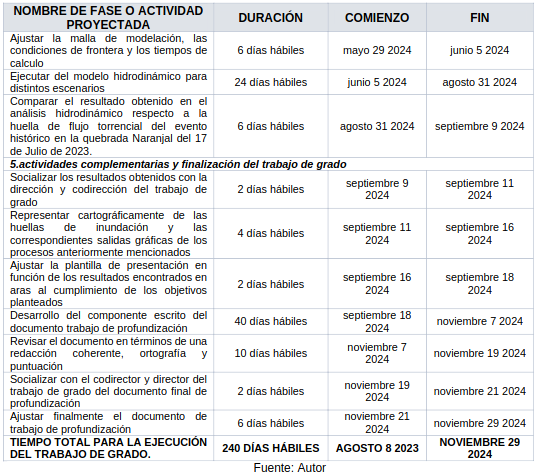 NOMBRE DE FASE O ACTIVIDAD
PROYECTADA
DURACIÓN
COMIENZO
FIN
Ajustar la malla de modelación, las
condiciones de frontera y los tiempos de
calculo
6 días hábiles
mayo 29 2024
junio 5 2024
Ejecutar del modelo hidrodinámico para
distintos escenarios
24 días hábiles
junio 5 2024
agosto 31 2024
Comparar el resultado obtenido en el
análisis hidrodinámico respecto a la
huella de flujo torrencial del evento
histórico en la quebrada Naranjal del 17
de Julio de 2023.
6 días hábiles
agosto 31 2024
septiembre 9 2024
5.actividades complementarias y finalización del trabajo de grado
Socializar los resultados obtenidos con la
dirección y codirección del trabajo de
grado
2 días hábiles
septiembre 9
2024
septiembre 11
2024
Representar cartográficamente de las
huellas de inundación y las
correspondientes salidas gráficas de los
procesos anteriormente mencionados
4 días hábiles
septiembre 11
2024
septiembre 16
2024
Ajustar la plantilla de presentación en
función de los resultados encontrados en
aras al cumplimiento de los objetivos
planteados
2 días hábiles
septiembre 16
2024
septiembre 18
2024
Desarrollo del componente escrito del
documento trabajo de profundización
40 días hábiles
septiembre 18
2024
noviembre 7 2024
Revisar el documento en términos de una
redacción coherente, ortografía y
puntuación
10 días hábiles
noviembre 7
2024
noviembre 19 2024
Socializar con el codirector y director del
trabajo de grado del documento final de
profundización
2 días hábiles
noviembre 19
2024
noviembre 21 2024
Ajustar finalmente el documento de
trabajo de profundización
6 días hábiles
noviembre 21
2024
noviembre 29 2024
TIEMPO TOTAL PARA LA EJECUCIÓN
DEL TRABAJO DE GRADO.
240 DÍAS HÁBILES
AGOSTO 8 2023
NOVIEMBRE 29
2024
Fuente: Autor